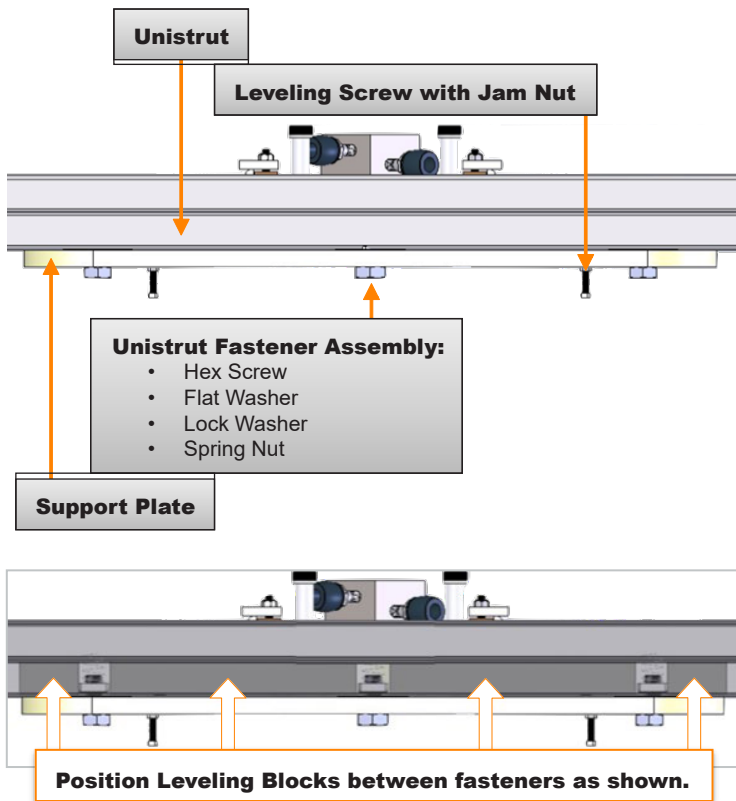 Unistrut
Leveling Screw with Jam Nut
Unistrut Fastener Assembly:
• Hex Screw
• Flat Washer
• Lock Washer
• Spring Nut
Support Plate
Position Leveling Blocks between fasteners as shown.